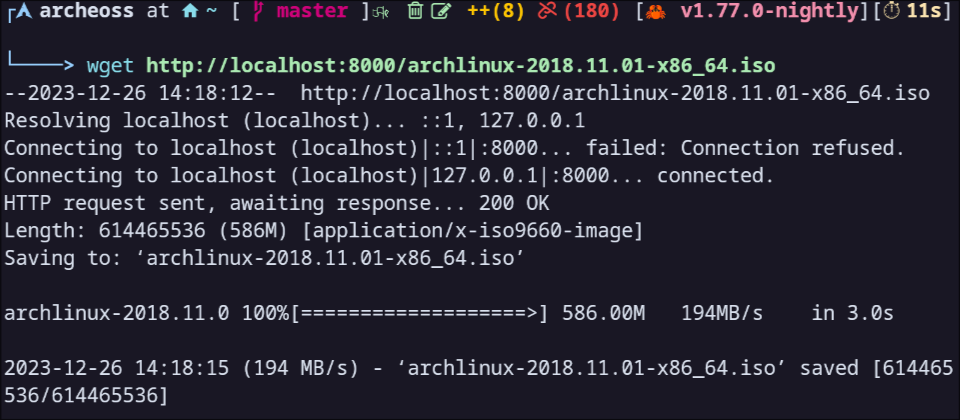 archeoss at ~ [ master ] ++(8) (180) [ v1.77.0-nightly][ 11s]
└────> wget http://localhost:8000/archlinux-2018.11.01-x86_64.iso
--2023-12-26 14:18:12--  http://localhost:8000/archlinux-2018.11.01-x86_64.iso
Resolving localhost (localhost)... ::1, 127.0.0.1
Connecting to localhost (localhost)|::1|:8000... failed: Connection refused.
Connecting to localhost (localhost)|127.0.0.1|:8000... connected.
HTTP request sent, awaiting response... 200 OK
Length: 614465536 (586M) [application/x-iso9660-image]
Saving to: ‘archlinux-2018.11.01-x86_64.iso’
archlinux-2018.11.0 100%[===================>] 586.00M   194MB/s    in 3.0s
2023-12-26 14:18:15 (194 MB/s) - ‘archlinux-2018.11.01-x86_64.iso’ saved [614465
536/614465536]